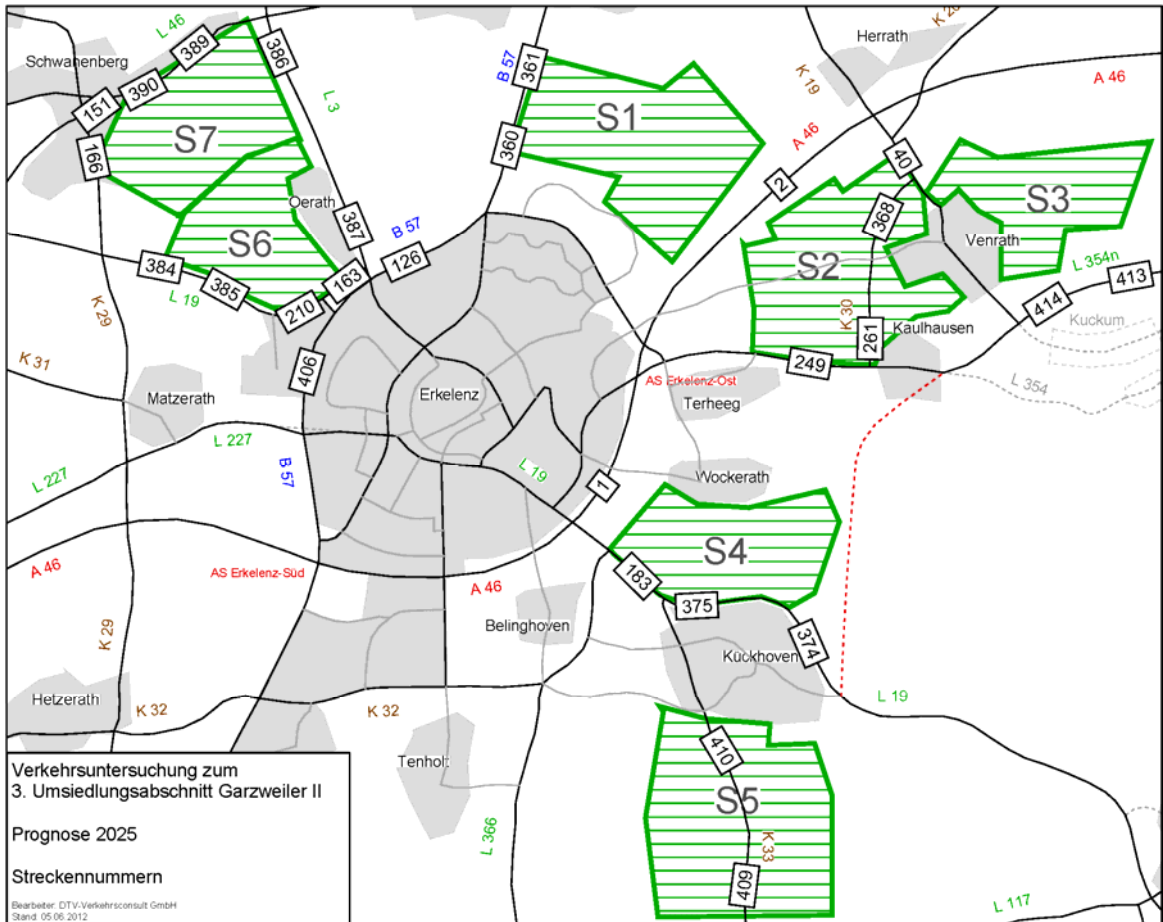 L 46
K 26
389
386
Herrath
Schwanenberg
B 57
361
K 19
A 46
390
L 3
151
S7
S1
A 46
166
360
40
2
S3
Oerath
368
387
B 57
S6
126
S2
Venrath
384
163
L 354n
413
385
L 19
210
K 30
414
K 29
261
Kaulhausen
Kuckum
K 31
406
249
AS Erkelenz-Ost
L 354
Matzerath
Erkelenz
Terheeg
L 227
L 19
L 227
B 57
Wockerath
1
S4
A 46
AS Erkelenz-Süd
183
A 46
375
K 29
Belinghoven
374
Kückhoven
Hetzerath
K 32
K 32
L 19
410
Tenholt
S5
Verkehrsuntersuchung zum
3. Umsiedlungsabschnitt Garzweiler II
Prognose 2025
L 366
K 33
Streckennummern
409
Bearbeiter: DTV-Verkehrsconsult GmbH
Stand: 05.06.2012
L 117